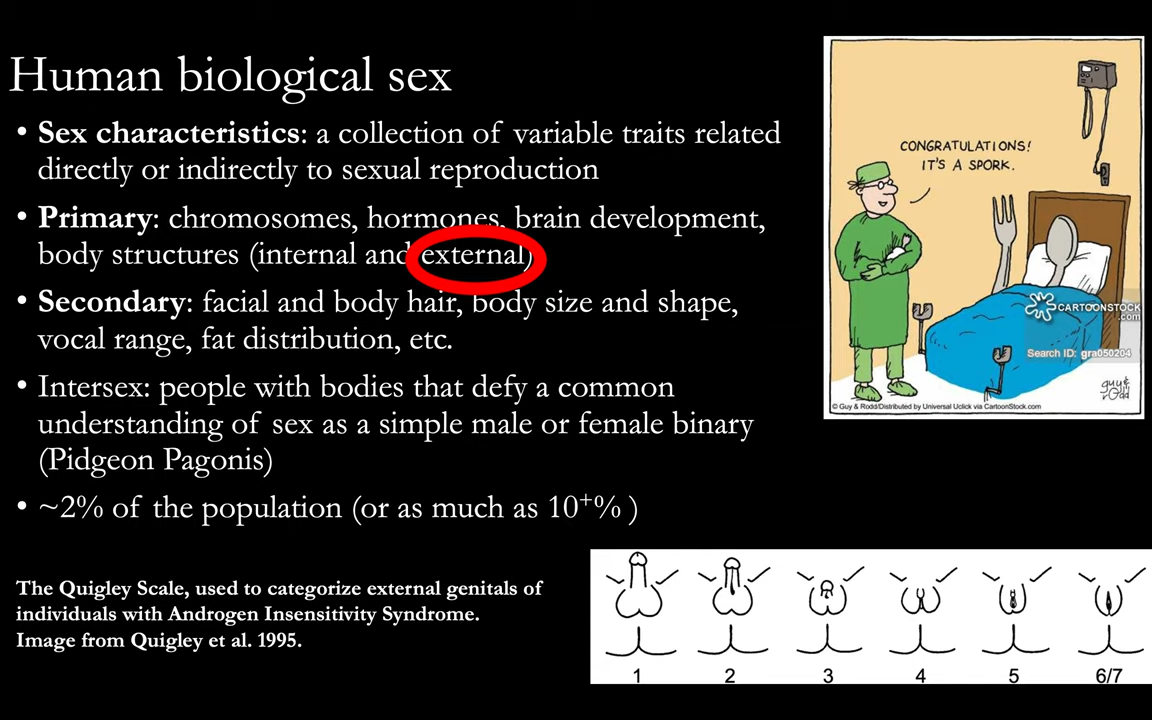 Human biological sex
• Sex characteristics: a collection of variable traits related
directly or indirectly to sexual reproduction
• Primary: chromosomes, hormones, brain development,
body structures (internal and external)
• Secondary: facial and body hair, body size and shape,
vocal range, fat distribution, etc.
• Intersex: people with bodies that defy a common
understanding of sex as a simple male or female binary
(Pidgeon Pagonis)
• ~2% of the population (or as much as 10⁺% )
The Quigley Scale, used to categorize external genitals of
individuals with Androgen Insensitivity Syndrome.
Image from Quigley et al. 1995.
CONGRATULATIONS!
IT'S A SPORK.
CARTOONSTOCK
.com
Search ID: gra050204
guy &
rodd
© Guy & Rodd/Distributed by Universal Uclick via CartoonStock.com
1 2 3 4 5 6/7